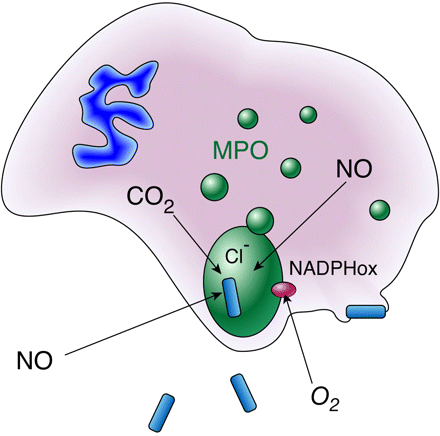 MPO
NO
CO2
Cl-
NADPHox
NO
O2